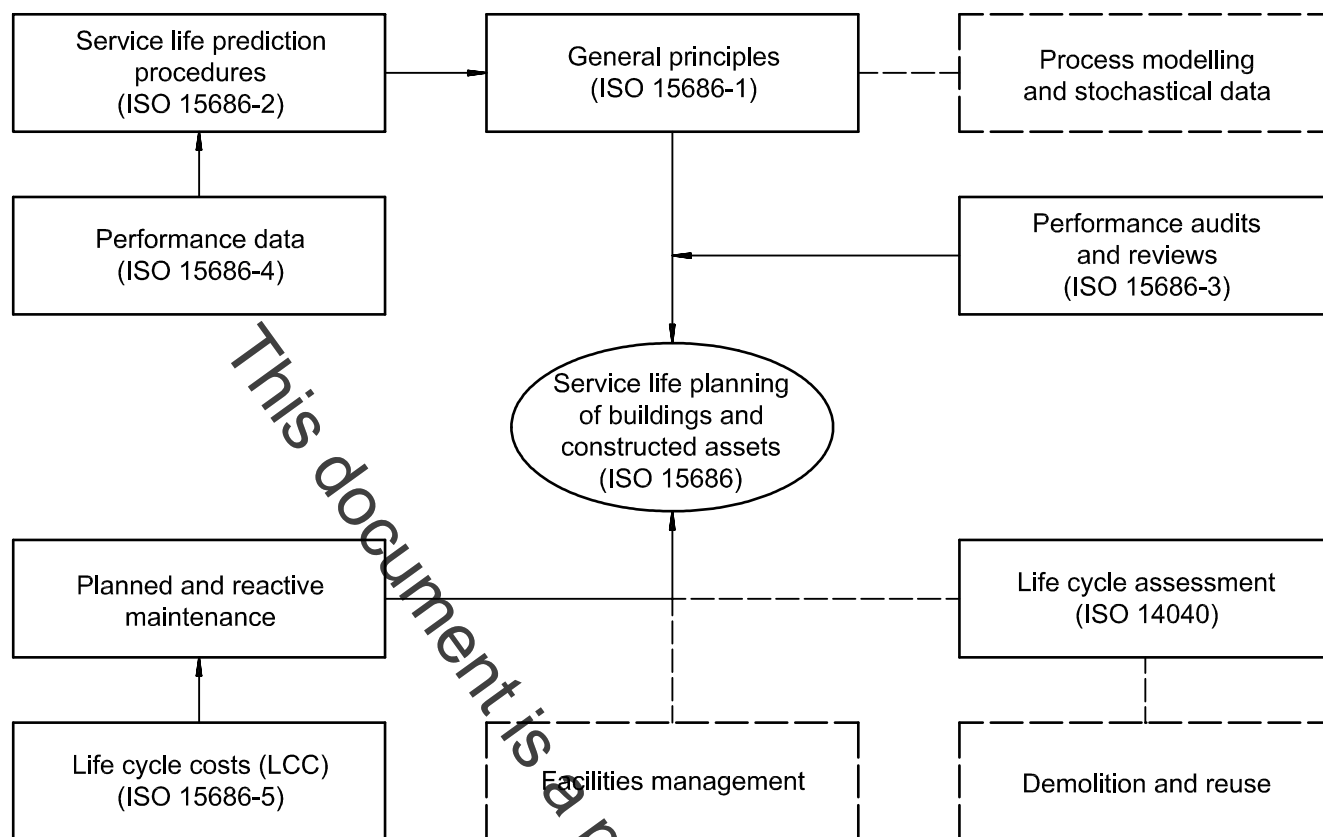 Service life prediction
procedures
(ISO 15686-2)
General principles
(ISO 15686-1)
Process modelling
and stochastical data
Performance data
(ISO 15686-4)
Performance audits
and reviews
(ISO 15686-3)
Service life planning
of buildings and
constructed assets
(ISO 15686)
Planned and reactive
maintenance
Life cycle assessment
(ISO 14040)
Life cycle costs (LCC)
(ISO 15686-5)
Facilities management
Demolition and reuse
This document is a